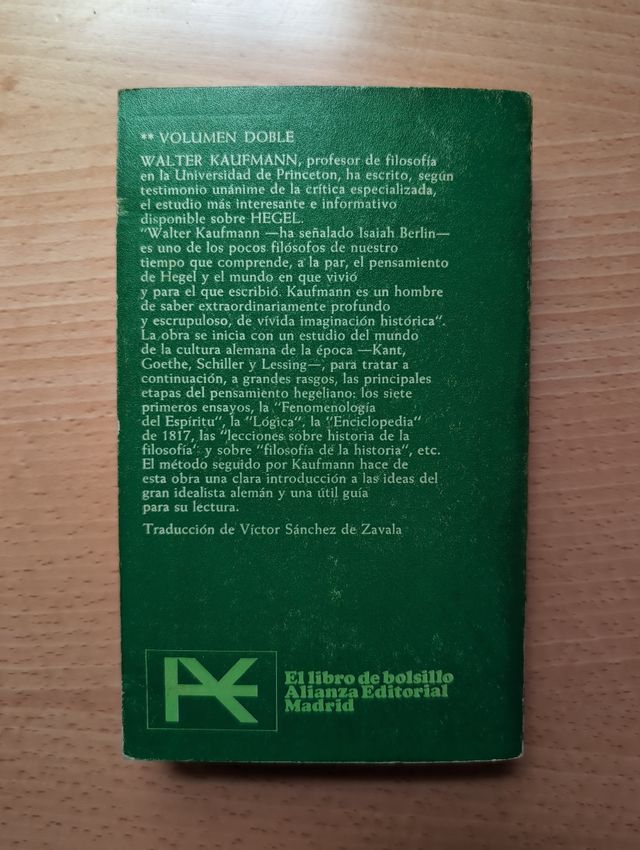 ** VOLUMEN DOBLE
WALTER KAUFMANN, profesor de filosofía
en la Universidad de Princeton, ha escrito, según
testimonio unánime de la crítica especializada,
el estudio más interesante e informativo
disponible sobre HEGEL.
"Walter Kaufmann —ha señalado Isaiah Berlin—
es uno de los pocos filósofos de nuestro
tiempo que comprende, a la par, el pensamiento
de Hegel y el mundo en que vivió
y para el que escribió. Kaufmann es un hombre
de saber extraordinariamente profundo
y escrupuloso, de vívida imaginación histórica".
La obra se inicia con un estudio del mundo
de la cultura alemana de la época —Kant,
Goethe, Schiller y Lessing—, para tratar a
continuación, a grandes rasgos, las principales
etapas del pensamiento hegeliano: los siete
primeros ensayos, la "Fenomenología
del Espíritu", la "Lógica", la "Enciclopedia"
de 1817, las "lecciones sobre historia de la
filosofía" y sobre "filosofía de la historia", etc.
El método seguido por Kaufmann hace de
esta obra una clara introducción a las ideas del
gran idealista alemán y una útil guía
para su lectura.
Traducción de Víctor Sánchez de Zavala
El libro de bolsillo
Alianza Editorial
Madrid